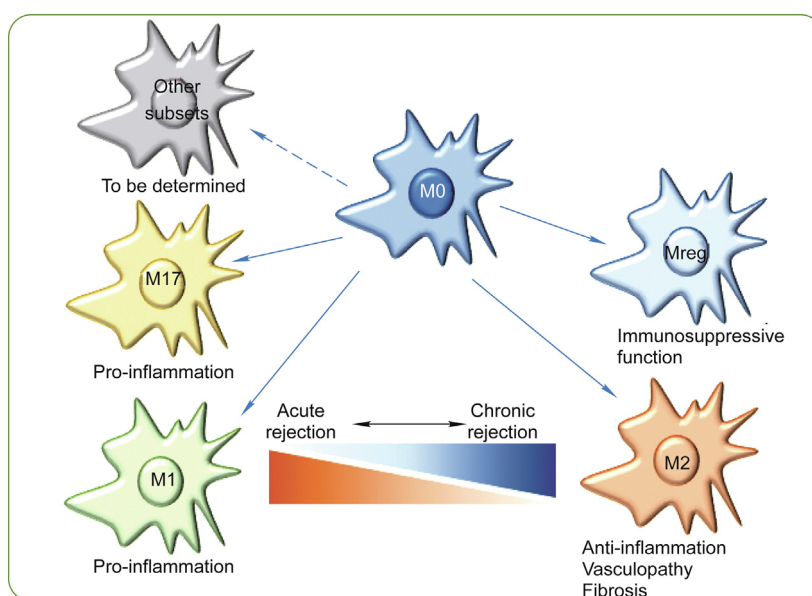 Other
subsets
To be determined
M0
M17
Pro-inflammation
Mreg
Immunosuppressive
function
Acute
rejection
Chronic
rejection
M1
Pro-inflammation
M2
Anti-inflammation
Vasculopathy
Fibrosis